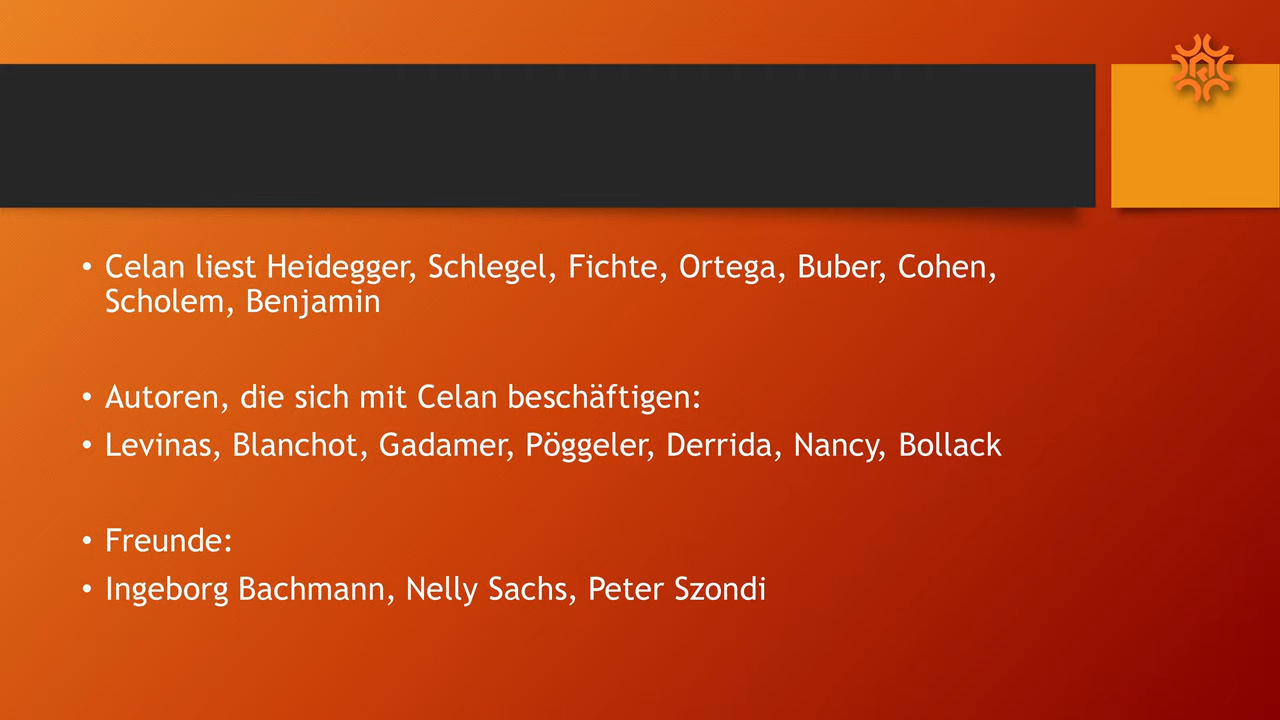 • Celan liest Heidegger, Schlegel, Fichte, Ortega, Buber, Cohen,
Scholem, Benjamin
• Autoren, die sich mit Celan beschäftigen:
• Levinas, Blanchot, Gadamer, Pöggeler, Derrida, Nancy, Bollack
• Freunde:
• Ingeborg Bachmann, Nelly Sachs, Peter Szondi